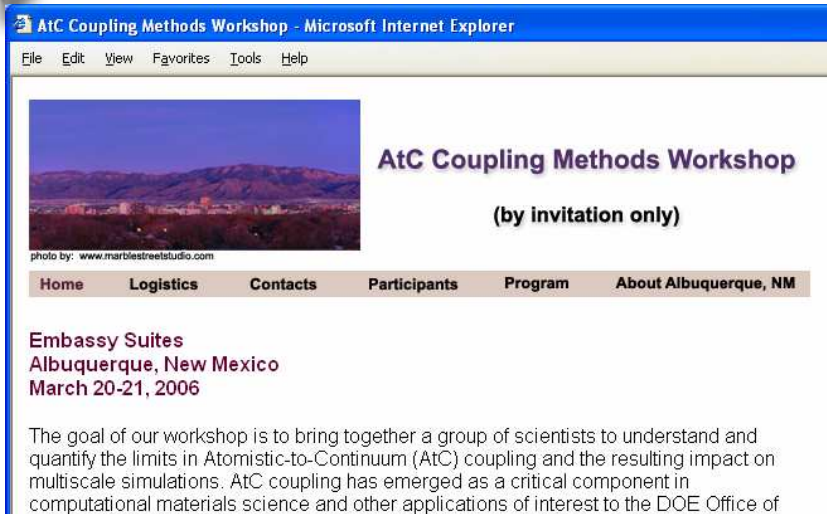 AtC Coupling Methods Workshop - Microsoft Internet Explorer
File Edit View Favorites Tools Help
AtC Coupling Methods Workshop
(by invitation only)
photo by: www.marblestreetstudio.com
Home Logistics Contacts Participants Program About Albuquerque, NM
Embassy Suites
Albuquerque, New Mexico
March 20-21, 2006
The goal of our workshop is to bring together a group of scientists to understand and
quantify the limits in Atomistic-to-Continuum (AtC) coupling and the resulting impact on
multiscale simulations. AtC coupling has emerged as a critical component in
computational materials science and other applications of interest to the DOE Office of